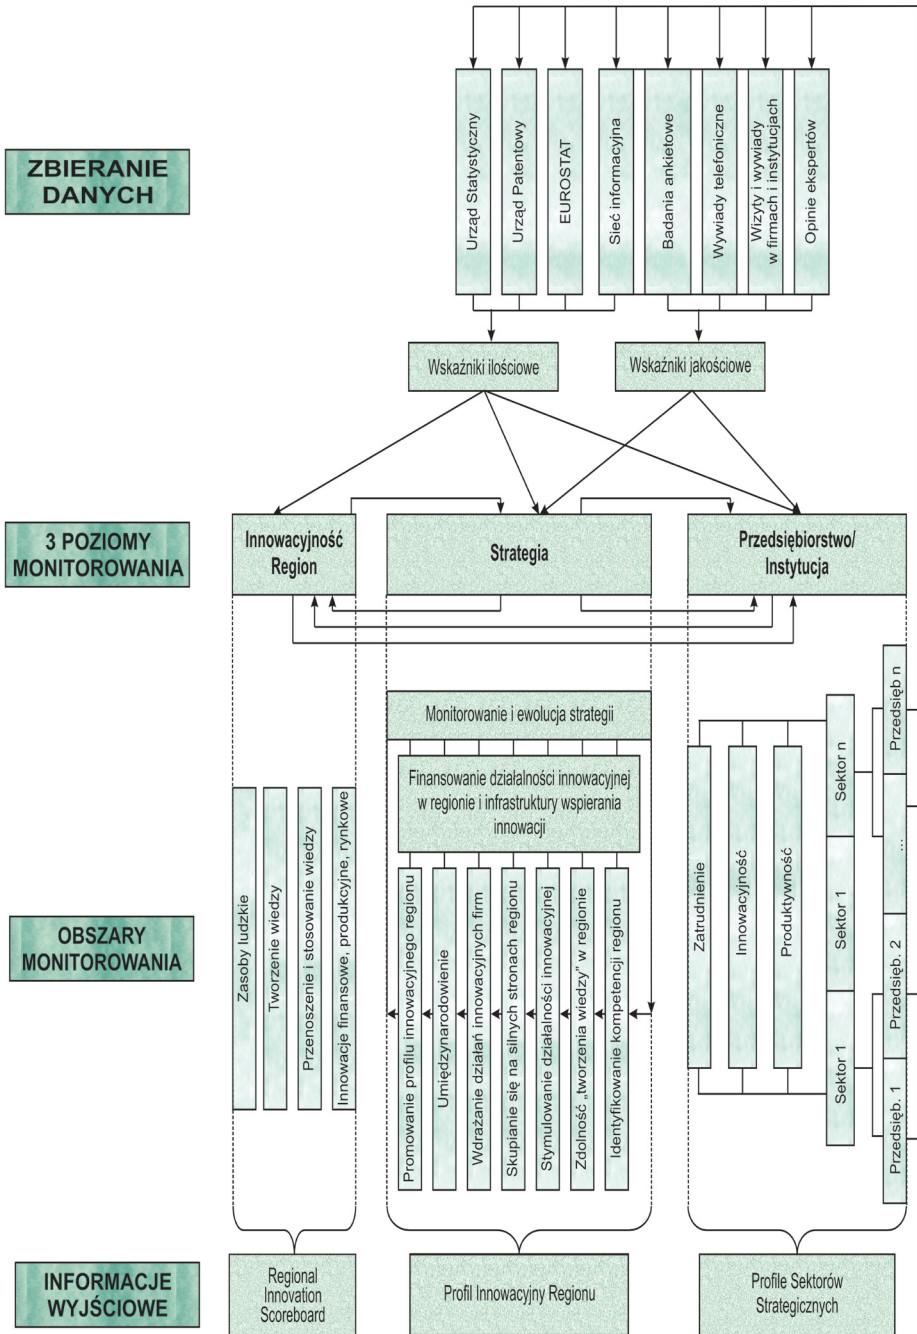 ZBIERANIE
DANYCH
Urząd Statystyczny
Urząd Patentowy
EUROSTAT
Sieć informacyjna
Badania ankietowe
Wywiady telefoniczne
Wizyty i wywiady
w firmach i instytucjach
Opinie ekspertów
Wskaźniki ilościowe
Wskaźniki jakościowe
3 POZIOMY
MONITOROWANIA
Innowacyjność
Region
Strategia
Przedsiębiorstwo/
Instytucja
OBSZARY
MONITOROWANIA
Zasoby ludzkie
Tworzenie wiedzy
Przenoszenie i stosowanie wiedzy
Innowacje finansowe, produkcyjne, rynkowe
Monitorowanie i ewolucja strategii
Finansowanie działalności innowacyjnej
w regionie i infrastruktury wspierania
innowacji
Promowanie profilu innowacyjnego regionu
Umiędzynarodowienie
Wdrażanie działań innowacyjnych firm
Skupianie się na silnych stronach regionu
Stymulowanie działalności innowacyjnej
Zdolność „tworzenia wiedzy” w regionie
Identyfikowanie kompetencji regionu
Zatrudnienie
Innowacyjność
Produktywność
Sektor n
Sektor 1
Sektor 1
Przedsięb n
...
Przedsięb. 2
Przedsięb. 1
INFORMACJE
WYJŚCIOWE
Regional
Innovation
Scoreboard
Profil Innowacyjny Regionu
Profile Sektorów
Strategicznych